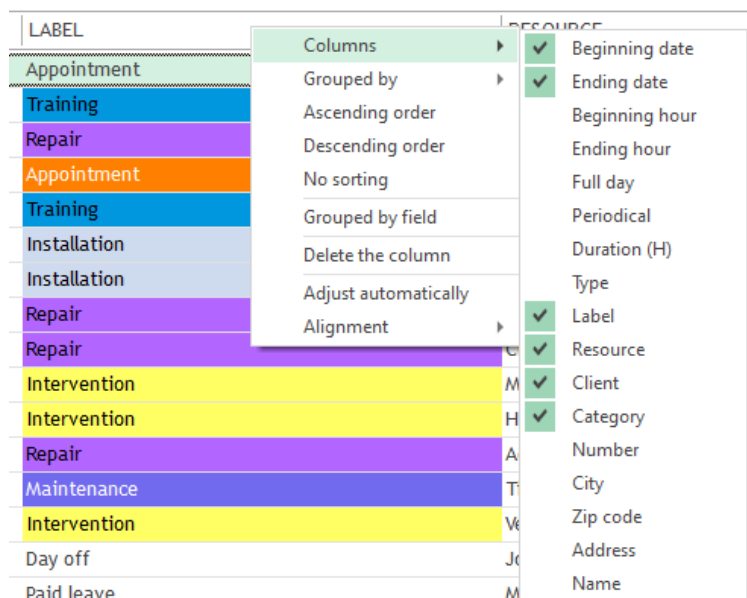 LABEL
RESOURCE
Appointment
Training
Repair
Appointment
Training
Installation
Installation
Repair
Repair
Intervention
Intervention
Repair
Maintenance
Intervention
Day off
Paid leave
Columns
Grouped by
Ascending order
Descending order
No sorting
Grouped by field
Delete the column
Adjust automatically
Alignment
Beginning date
Ending date
Beginning hour
Ending hour
Full day
Periodical
Duration (H)
Type
Label
Resource
Client
Category
Number
City
Zip code
Address
Name